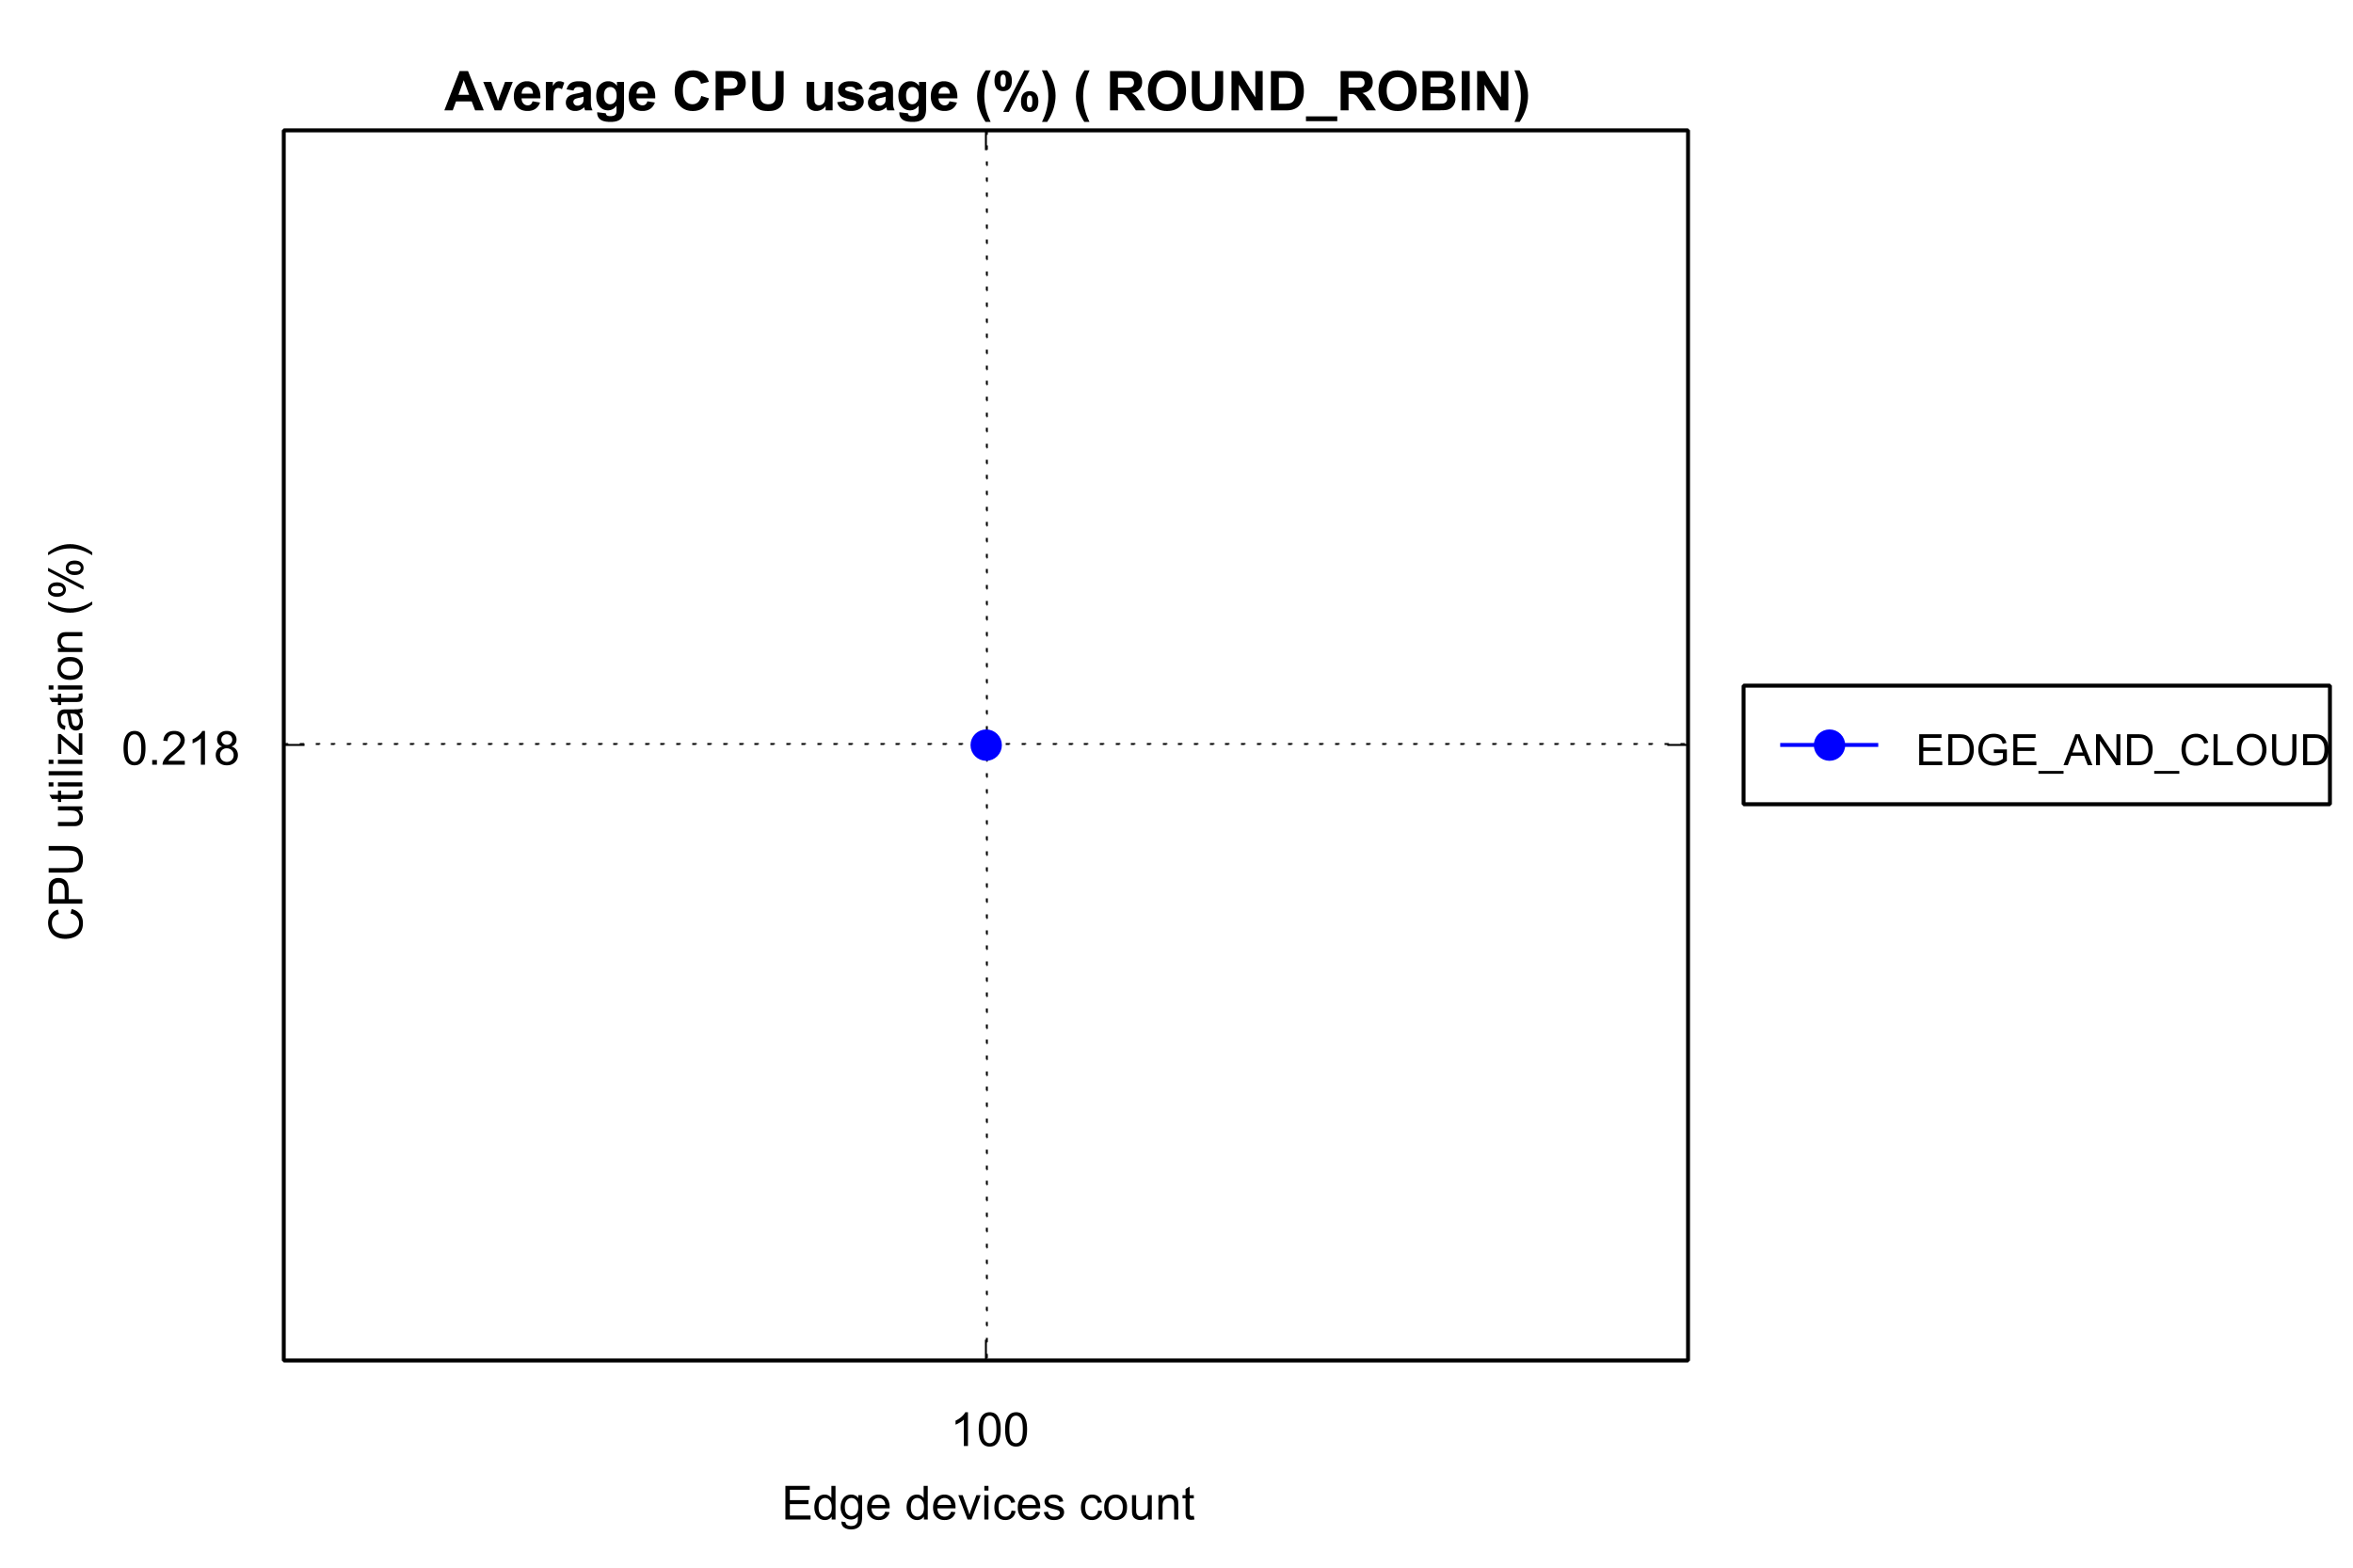 Average CPU usage (%) ( ROUND_ROBIN)
CPU utilization (%)
0.218
EDGE_AND_CLOUD
100
Edge devices count